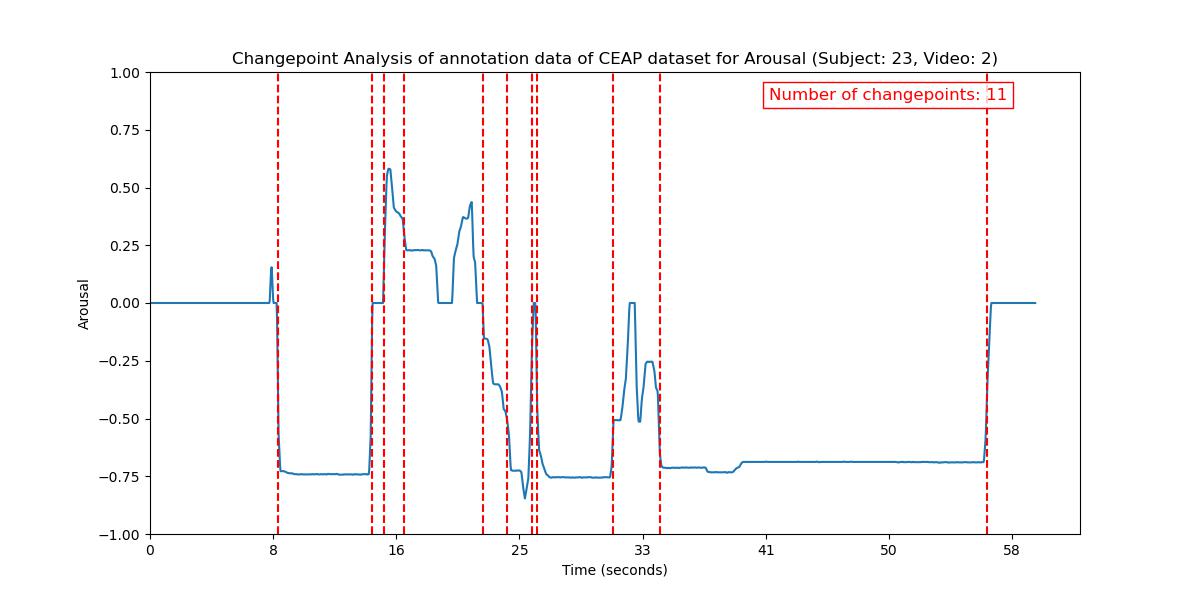 Changepoint Analysis of annotation data of CEAP dataset for Arousal (Subject: 23, Video: 2)
Number of changepoints: 11
1.00
0.75
0.50
0.25
0.00
−0.25
−0.50
−0.75
−1.00
Arousal
0 8 16 25 33 41 50 58
Time (seconds)